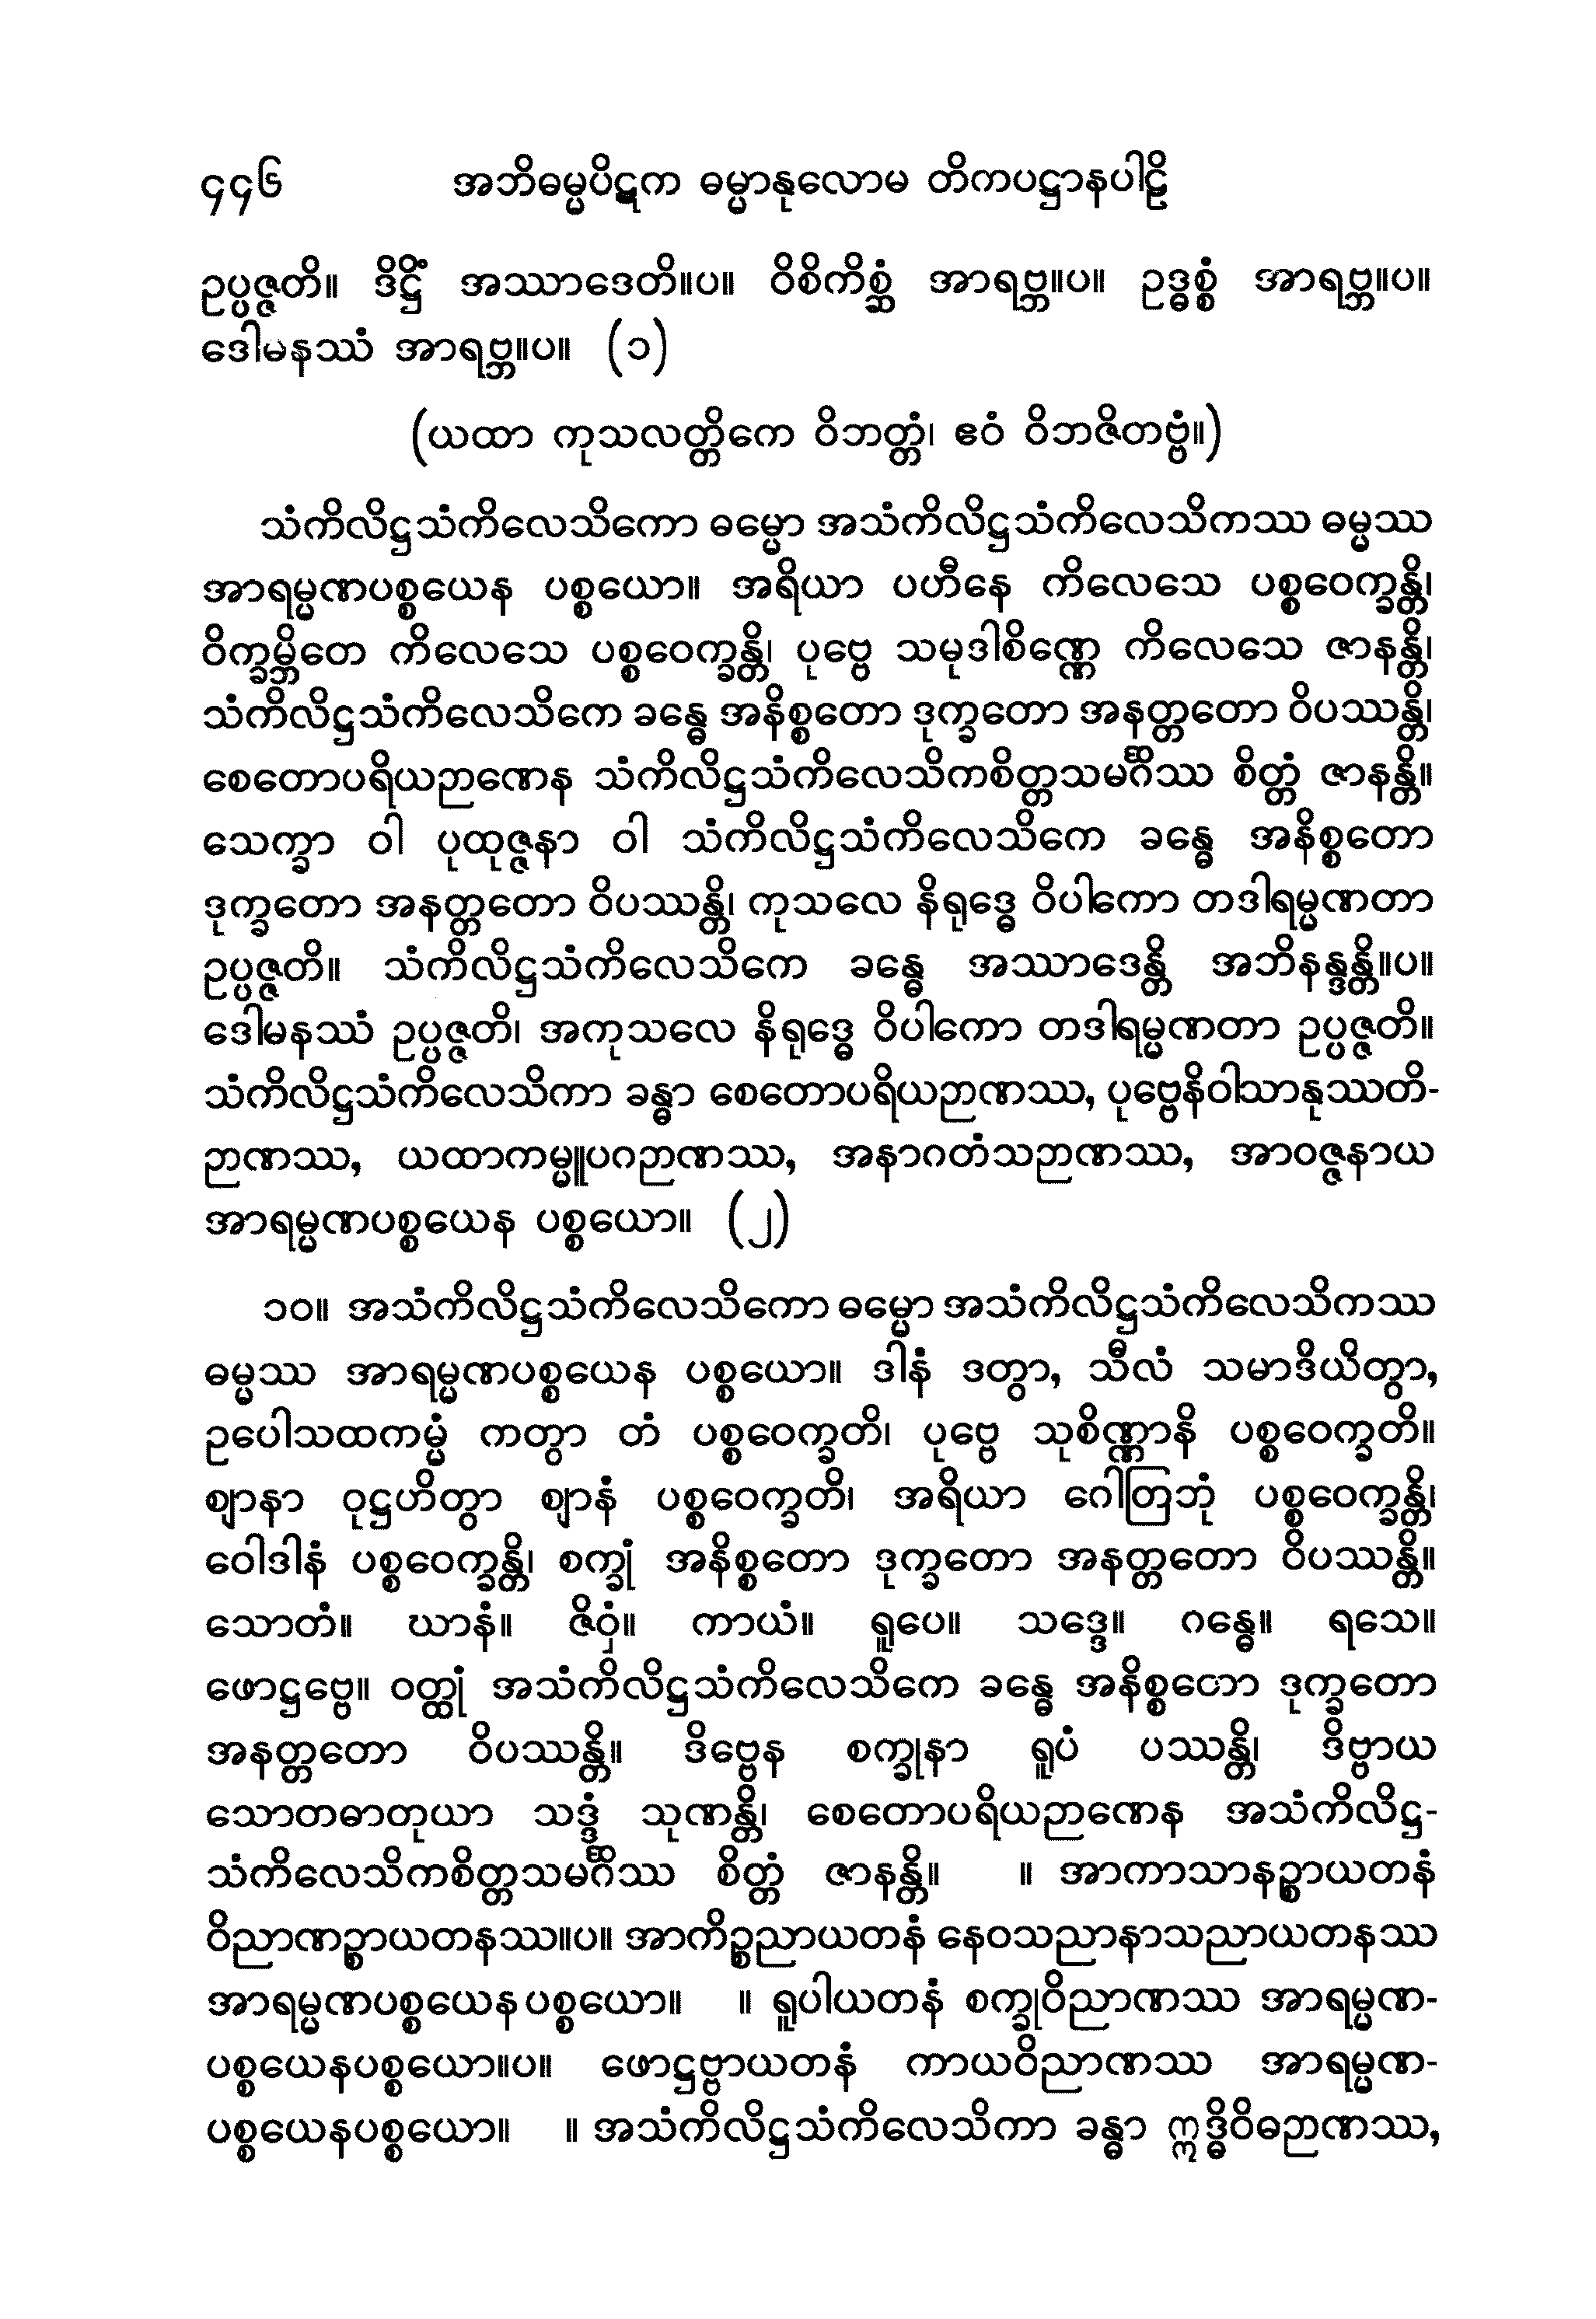 ၄၄၆ အဘိဓမ္မပိဋက ဓမ္မာနုလောမ တိကပဋ္ဌာနပါဠိ
ဥပ္ပဇ္ဇတိ။ ဒိဋ္ဌိံ အဿာဒေတိ။ပ။ ဝိစိကိစ္ဆံ အာရဗ္ဘ။ပ။ ဥဒ္ဓစ္စံ အာရဗ္ဘ။ပ။
ဒေါမနဿံ အာရဗ္ဘ။ပ။ (၁)
(ယထာ ကုသလတ္တိကေ ဝိဘတ္တံ၊ ဧဝံ ဝိဘဇိတဗ္ဗံ။)
သံကိလိဋ္ဌသံကိလေသိကော ဓမ္မော အသံကိလိဋ္ဌသံကိလေသိကဿ ဓမ္မဿ
အာရမ္မဏပစ္စယေန ပစ္စယော။ အရိယာ ပဟီနေ ကိလေသေ ပစ္စဝေက္ခန္တိ၊
ဝိက္ခမ္ဘိတေ ကိလေသေ ပစ္စဝေက္ခန္တိ၊ ပုဗ္ဗေ သမုဒါစိဏ္ဏေ ကိလေသေ ဇာနန္တိ၊
သံကိလိဋ္ဌသံကိလေသိကေ ခန္ဓေ အနိစ္စတော ဒုက္ခတော အနတ္တတော ဝိပဿန္တိ၊
စေတောပရိယဉာဏေန သံကိလိဋ္ဌသံကိလေသိကစိတ္တသမင်္ဂိဿ စိတ္တံ ဇာနန္တိ။
သေက္ခာ ဝါ ပုထုဇ္ဇနာ ဝါ သံကိလိဋ္ဌသံကိလေသိကေ ခန္ဓေ အနိစ္စတော
ဒုက္ခတော အနတ္တတော ဝိပဿန္တိ၊ ကုသလေ နိရုဒ္ဓေ ဝိပါကော တဒါရမ္မဏတာ
ဥပ္ပဇ္ဇတိ။ သံကိလိဋ္ဌသံကိလေသိကေ ခန္ဓေ အဿာဒေန္တိ အဘိနန္ဒန္တိ။ပ။
ဒေါမနဿံ ဥပ္ပဇ္ဇတိ၊ အကုသလေ နိရုဒ္ဓေ ဝိပါကော တဒါရမ္မဏတာ ဥပ္ပဇ္ဇတိ။
သံကိလိဋ္ဌသံကိလေသိကာ ခန္ဓာ စေတောပရိယဉာဏဿ, ပုဗ္ဗေနိဝါသာနုဿတိ-
ဉာဏဿ, ယထာကမ္မူပဂဉာဏဿ, အနာဂတံသဉာဏဿ, အာဝဇ္ဇနာယ
အာရမ္မဏပစ္စယေန ပစ္စယော။ (၂)
၁၀။ အသံကိလိဋ္ဌသံကိလေသိကော ဓမ္မော အသံကိလိဋ္ဌသံကိလေသိကဿ
ဓမ္မဿ အာရမ္မဏပစ္စယေန ပစ္စယော။ ဒါနံ ဒတွာ, သီလံ သမာဒိယိတွာ,
ဥပေါသထကမ္မံ ကတွာ တံ ပစ္စဝေက္ခတိ၊ ပုဗ္ဗေ သုစိဏ္ဏာနိ ပစ္စဝေက္ခတိ။
ဈာနာ ဝုဋ္ဌဟိတွာ ဈာနံ ပစ္စဝေက္ခတိ၊ အရိယာ ဂေါတြဘုံ ပစ္စဝေက္ခန္တိ၊
ဝေါဒါနံ ပစ္စဝေက္ခန္တိ၊ စက္ခုံ အနိစ္စတော ဒုက္ခတော အနတ္တတော ဝိပဿန္တိ။
သောတံ။ ဃာနံ။ ဇိဝှံ။ ကာယံ။ ရူပေ။ သဒ္ဒေ။ ဂန္ဓေ။ ရသေ။
ဖောဋ္ဌဗ္ဗေ။ ဝတ္ထုံ အသံကိလိဋ္ဌသံကိလေသိကေ ခန္ဓေ အနိစ္စတော ဒုက္ခတော
အနတ္တတော ဝိပဿန္တိ။ ဒိဗ္ဗေန စက္ခုနာ ရူပံ ပဿန္တိ၊ ဒိဗ္ဗာယ
သောတဓာတုယာ သဒ္ဒံ သုဏန္တိ၊ စေတောပရိယဉာဏေန အသံကိလိဋ္ဌ-
သံကိလေသိကစိတ္တသမင်္ဂိဿ စိတ္တံ ဇာနန္တိ။ ။ အာကာသာနဉ္စာယတနံ
ဝိညာဏဉ္စာယတနဿ။ပ။ အာကိဉ္စညာယတနံ နေဝသညာနာသညာယတနဿ
အာရမ္မဏပစ္စယေန ပစ္စယော။ ။ ရူပါယတနံ စက္ခုဝိညာဏဿ အာရမ္မဏ-
ပစ္စယေနပစ္စယော။ပ။ ဖောဋ္ဌဗ္ဗာယတနံ ကာယဝိညာဏဿ အာရမ္မဏ-
ပစ္စယေနပစ္စယော။ ။ အသံကိလိဋ္ဌသံကိလေသိကာ ခန္ဓာ ဣဒ္ဓိဝိဓဉာဏဿ,